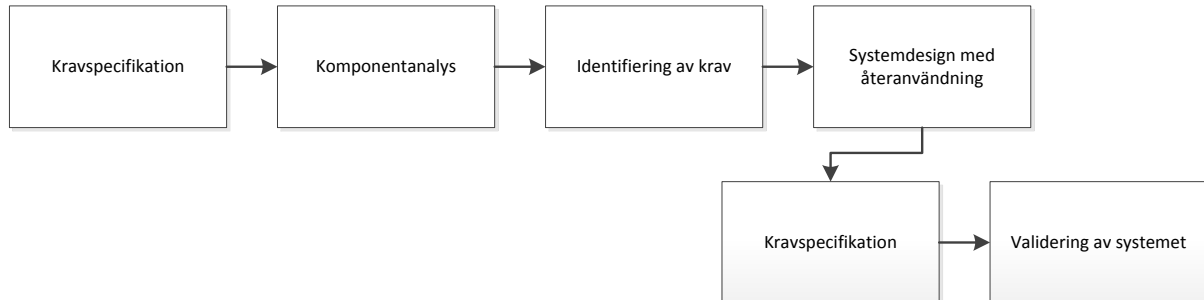 Kravspecifikation
Komponentanalys
Identifiering av krav
Systemdesign med
återanvändning
Kravspecifikation
Validering av systemet